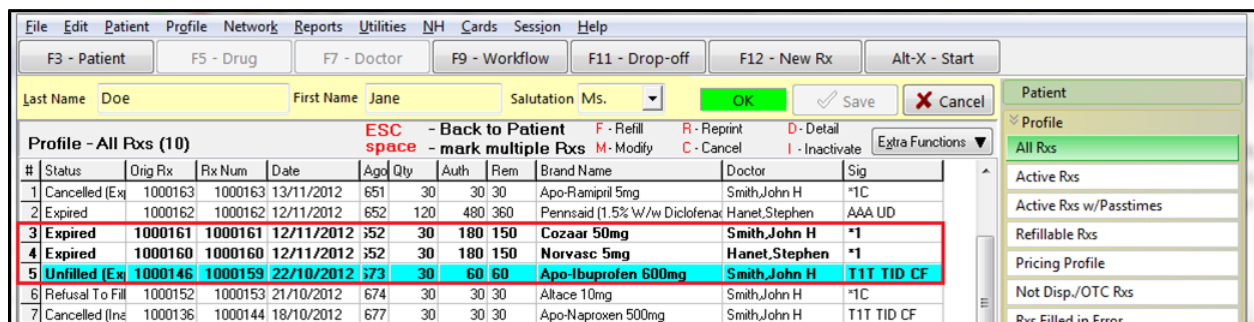 File Edit Patient Profile Network Reports Utilities NH Cards Session Help
F3 - Patient F5 - Drug F7 - Doctor F9 - Workflow F11 - Drop-off F12 - New Rx Alt-X - Start
Last Name Doe First Name Jane Salutation Ms. OK Save Cancel
Patient
Profile
Profile - All Rxs (10)
ESC - Back to Patient F - Refill R - Reprint D - Detail
space - mark multiple Rxs M - Modify C - Cancel I - Inactivate Extra Functions
All Rxs
# Status Orig Rx Rx Num Date Ago Qty Auth Rem Brand Name Doctor Sig
1 Cancelled (Ex 1000163 1000163 13/11/2012 651 30 30 30 Apo-Ramipril 5mg Smith,John H *1C
Active Rxs
2 Expired 1000162 1000162 12/11/2012 652 120 480 360 Pennsaid (1.5% W/w Diclofenac Hanet,Stephen AAA UD
Active Rxs w/Passtimes
3 Expired 1000161 1000161 12/11/2012 652 30 180 150 Cozaar 50mg Smith,John H *1
Refillable Rxs
4 Expired 1000160 1000160 12/11/2012 652 30 180 150 Norvasc 5mg Hanet,Stephen *1
Pricing Profile
5 Unfilled (Ex 1000146 1000159 22/10/2012 673 30 60 60 Apo-Ibuprofen 600mg Smith,John H T1T TID CF
6 Refusal To Fill 1000152 1000153 21/10/2012 674 30 30 30 Altace 10mg Smith,John H *1C
Not Disp./OTC Rxs
7 Cancelled (Ina 1000136 1000144 18/10/2012 677 30 30 30 Apo-Naproxen 500mg Smith,John H T1T TID CF
Rxs Filled in Error